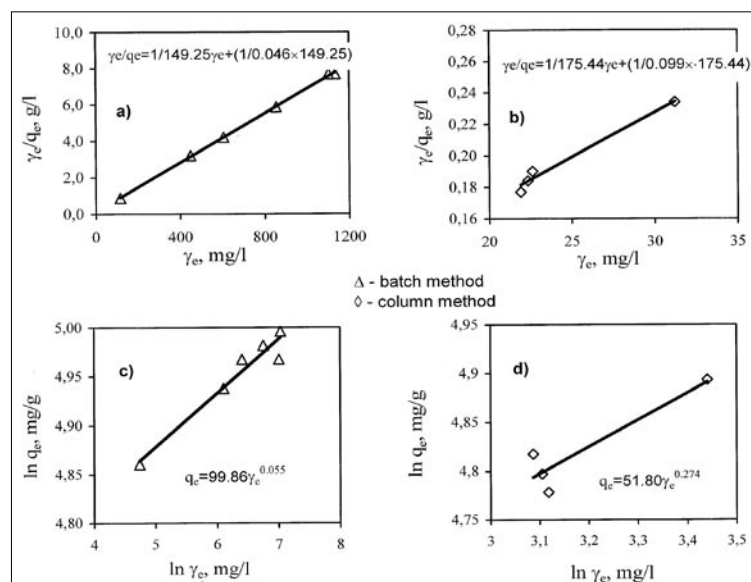 γe/qe=1/149.25γe+(1/0.046×149.25)
a)
γe/qe, g/l
10,0
8,0
6,0
4,0
2,0
0,0
0
400
800
1200
γe, mg/l
γe/qe=1/175.44γe+(1/0.099×·175.44)
b)
γe/qe, g/l
0,28
0,26
0,24
0,22
0,20
0,18
0,16
20
25
30
35
γe, mg/l
Δ - batch method
◊ - column method
c)
ln qe, mg/g
5,00
4,95
4,90
4,85
4,80
qe=99.86γe^0.055
4
5
6
7
8
ln γe, mg/l
d)
ln qe, mg/g
4,95
4,9
4,85
4,8
4,75
qe=51.80γe^0.274
3
3,1
3,2
3,3
3,4
3,5
ln γe, mg/l